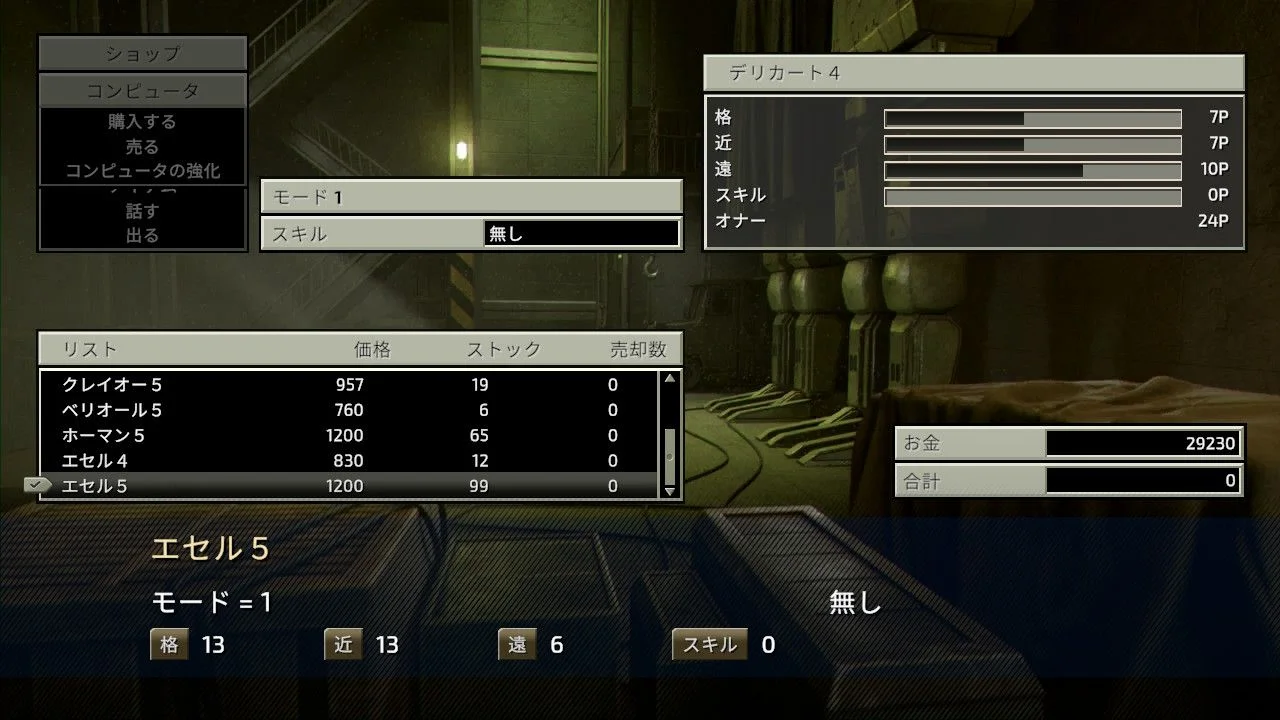 ショップ
コンピュータ
購入する
売る
コンピュータの強化
話す
出る
モード 1
スキル 無し
デリカート 4
格 7P
近 7P
遠 10P
スキル 0P
オナー 24P
リスト 価格 ストック 売却数
クレイオー 5 957 19 0
ベリオール 5 760 6 0
ホーマン 5 1200 65 0
エセル 4 830 12 0
エセル 5 1200 99 0
お金 29230
合計 0
エセル 5
モード = 1 無し
格 13 近 13 遠 6 スキル 0